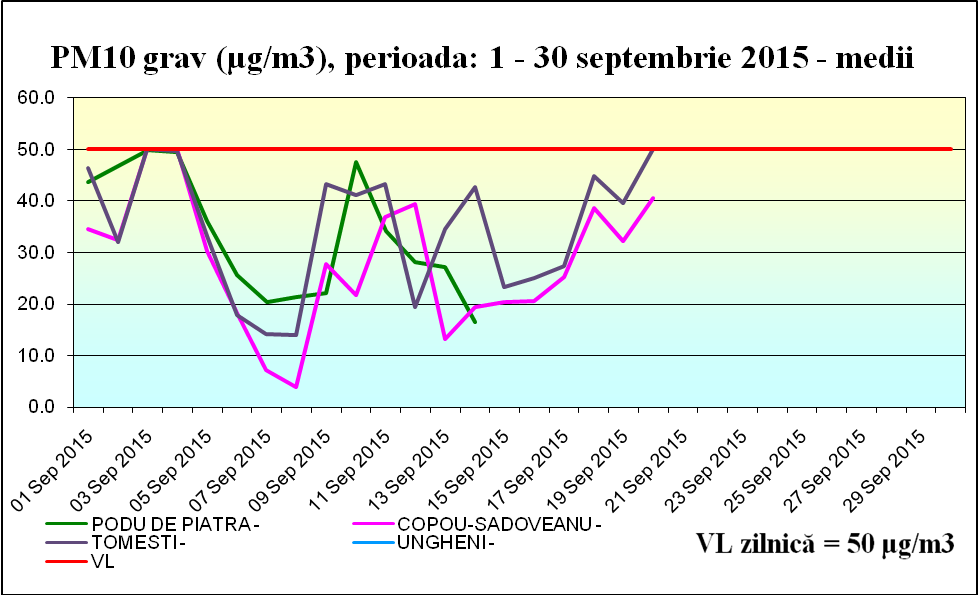 PM10 grav (µg/m3), perioada: 1 - 30 septembrie 2015 - medii
60.0
50.0
40.0
30.0
20.0
10.0
0.0
01 Sep 2015
03 Sep 2015
05 Sep 2015
07 Sep 2015
09 Sep 2015
11 Sep 2015
13 Sep 2015
15 Sep 2015
17 Sep 2015
19 Sep 2015
21 Sep 2015
23 Sep 2015
25 Sep 2015
27 Sep 2015
29 Sep 2015
PODU DE PIATRA - COPOU-SADOVEANU -
TOMESTI - UNGHENI -
VL
VL zilnică = 50 µg/m3